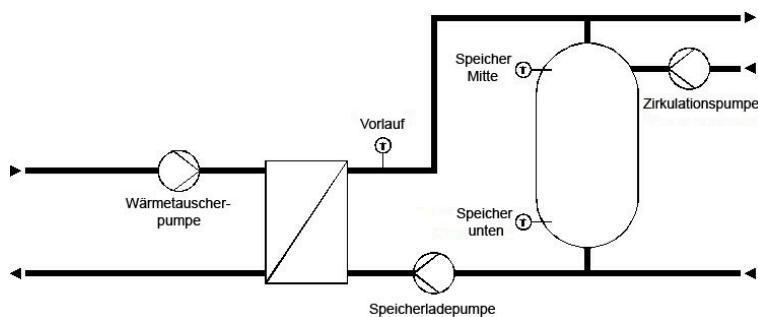 Speicher
Mitte
T
Zirkulationspumpe
Vorlauf
T
Wärmetauscher-
pumpe
Speicher
unten
T
Speicherladepumpe